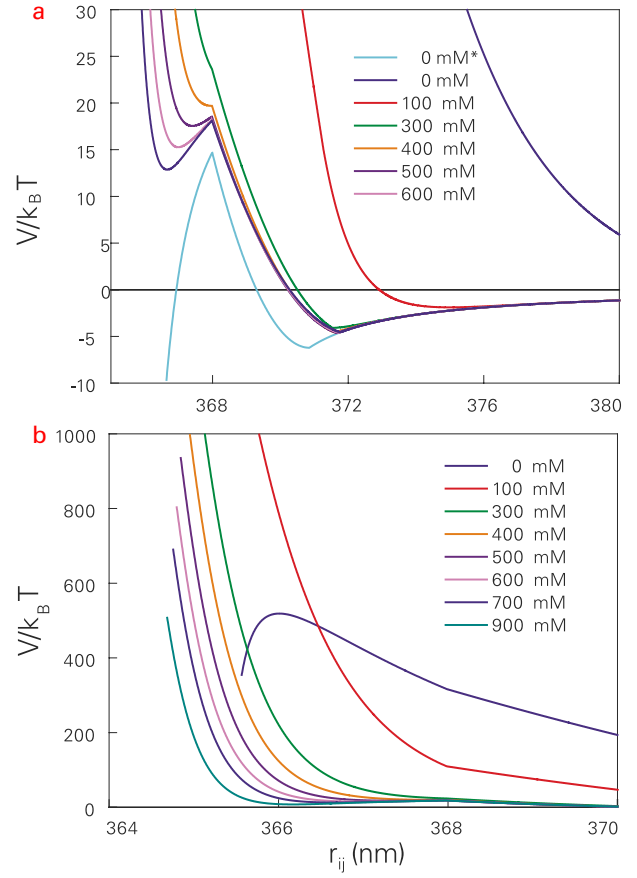 a
30
25
20
15
10
5
0
-5
-10
V/k_B T
0 mM*
0 mM
100 mM
300 mM
400 mM
500 mM
600 mM
368 372 376 380
b
1000
800
600
400
200
0
V/k_B T
0 mM
100 mM
300 mM
400 mM
500 mM
600 mM
700 mM
900 mM
364 366 368 370
r_ij (nm)